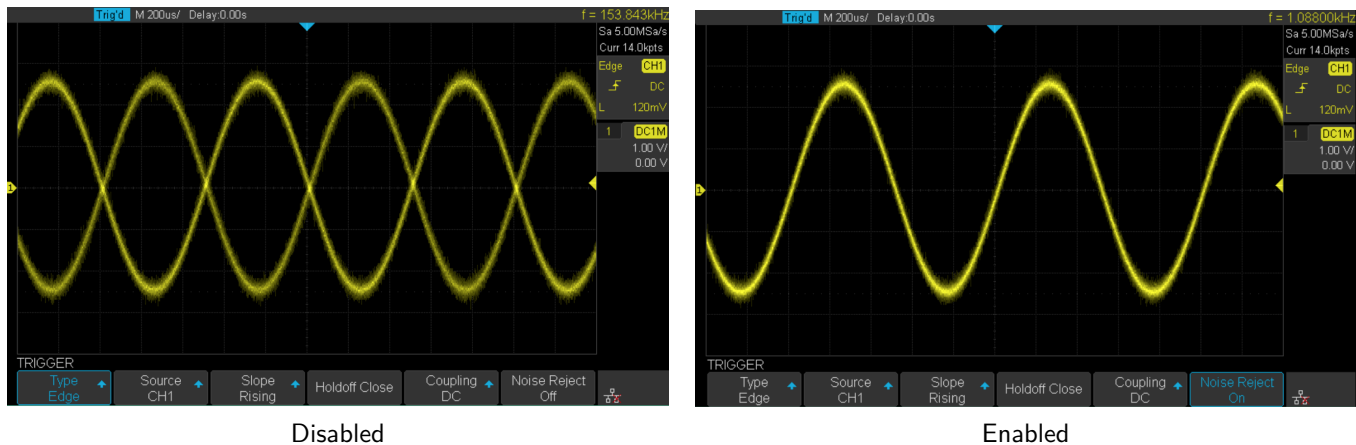 Trig'd M 200us/ Delay:0.00s f = 153.843kHz
Sa 5.00MSa/s
Curr 14.0kpts
Edge CH1
DC
L 120mV
1 DC1M
1.00 V/
0.00 V
1
TRIGGER
Type Edge
Source CH1
Slope Rising
Holdoff Close
Coupling DC
Noise Reject Off
Disabled
Trig'd M 200us/ Delay:0.00s f = 1.08800kHz
Sa 5.00MSa/s
Curr 14.0kpts
Edge CH1
DC
L 120mV
1 DC1M
1.00 V/
0.00 V
1
TRIGGER
Type Edge
Source CH1
Slope Rising
Holdoff Close
Coupling DC
Noise Reject On
Enabled